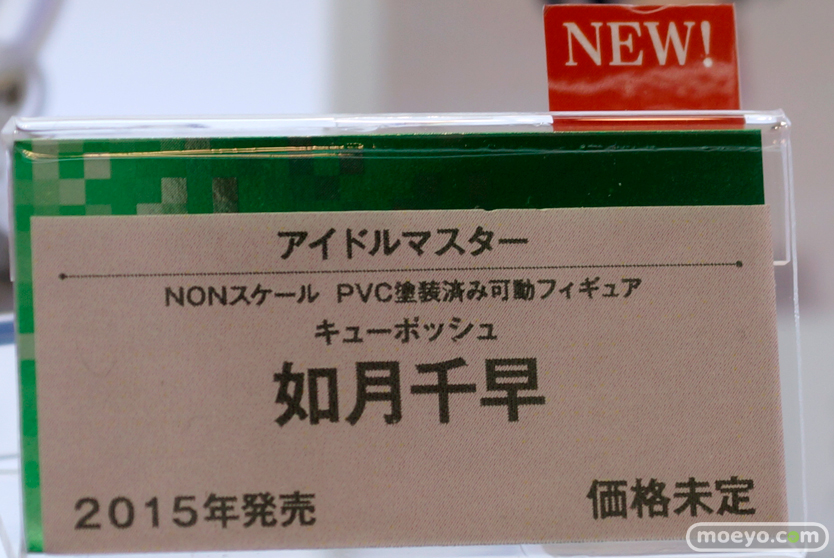 NEW!
アイドルマスター
NONスケール PVC塗装済み可動フィギュア
キューポッシュ
如月千早
2015年発売
価格未定
moeyo.com